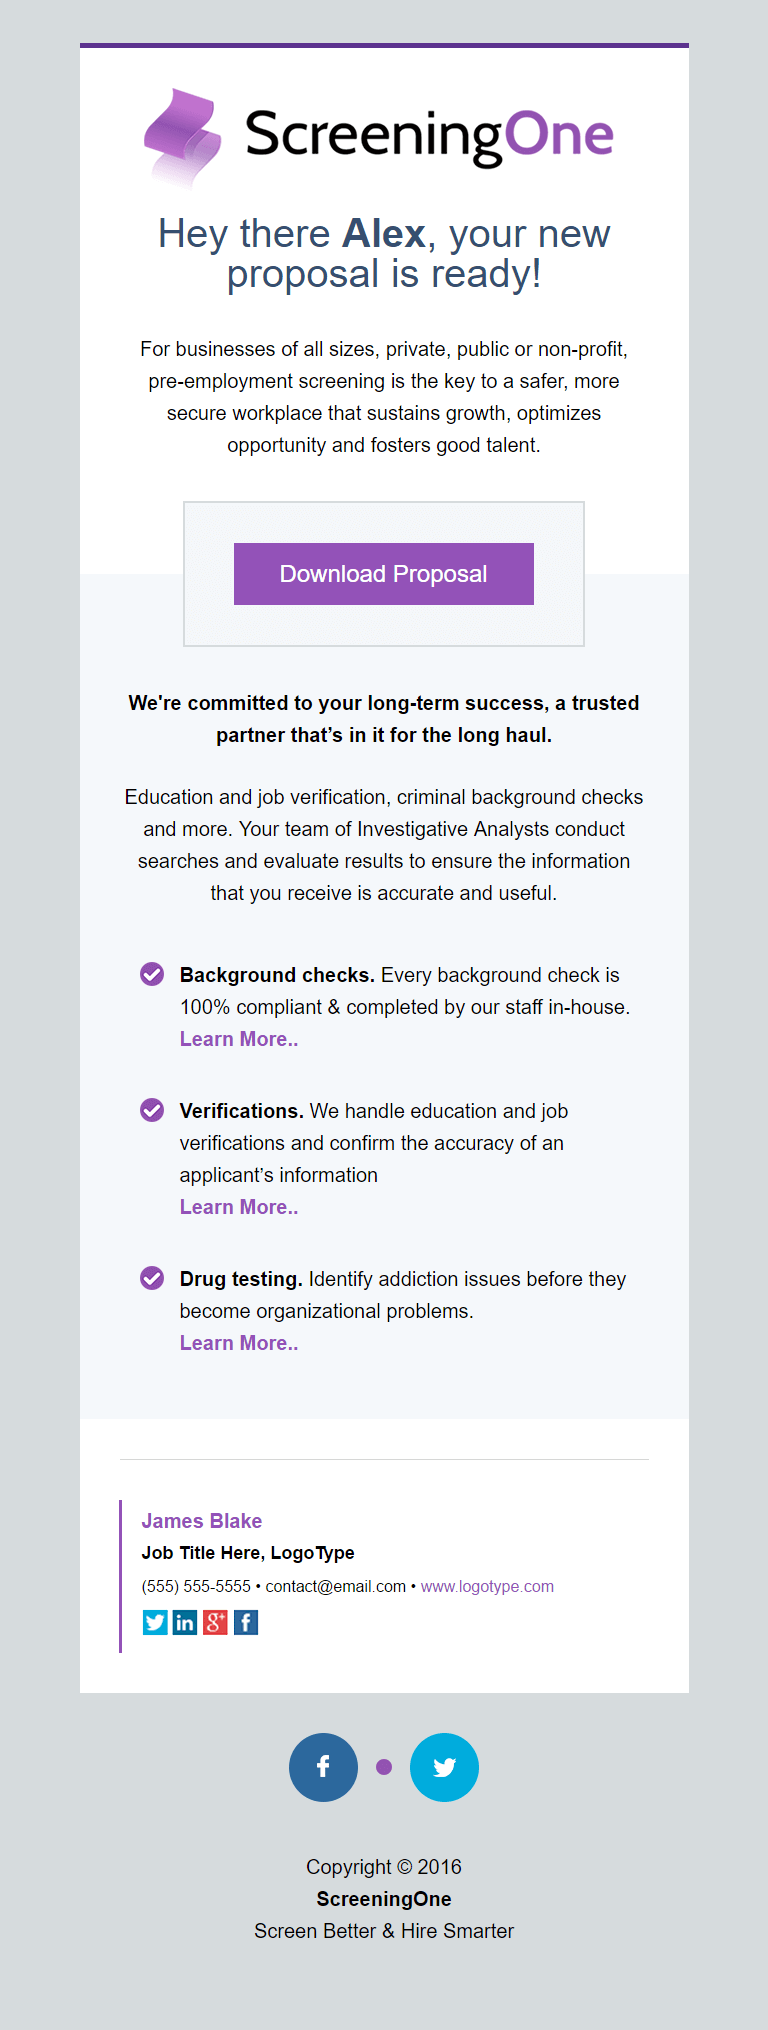 ScreeningOne
Hey there Alex, your new
proposal is ready!
For businesses of all sizes, private, public or non-profit,
pre-employment screening is the key to a safer, more
secure workplace that sustains growth, optimizes
opportunity and fosters good talent.
Download Proposal
We're committed to your long-term success, a trusted
partner that’s in it for the long haul.
Education and job verification, criminal background checks
and more. Your team of Investigative Analysts conduct
searches and evaluate results to ensure the information
that you receive is accurate and useful.
Background checks. Every background check is
100% compliant & completed by our staff in-house.
Learn More..
Verifications. We handle education and job
verifications and confirm the accuracy of an
applicant’s information
Learn More..
Drug testing. Identify addiction issues before they
become organizational problems.
Learn More..
James Blake
Job Title Here, LogoType
(555) 555-5555 • contact@email.com • www.logotype.com
in g+ f
f
Copyright © 2016
ScreeningOne
Screen Better & Hire Smarter